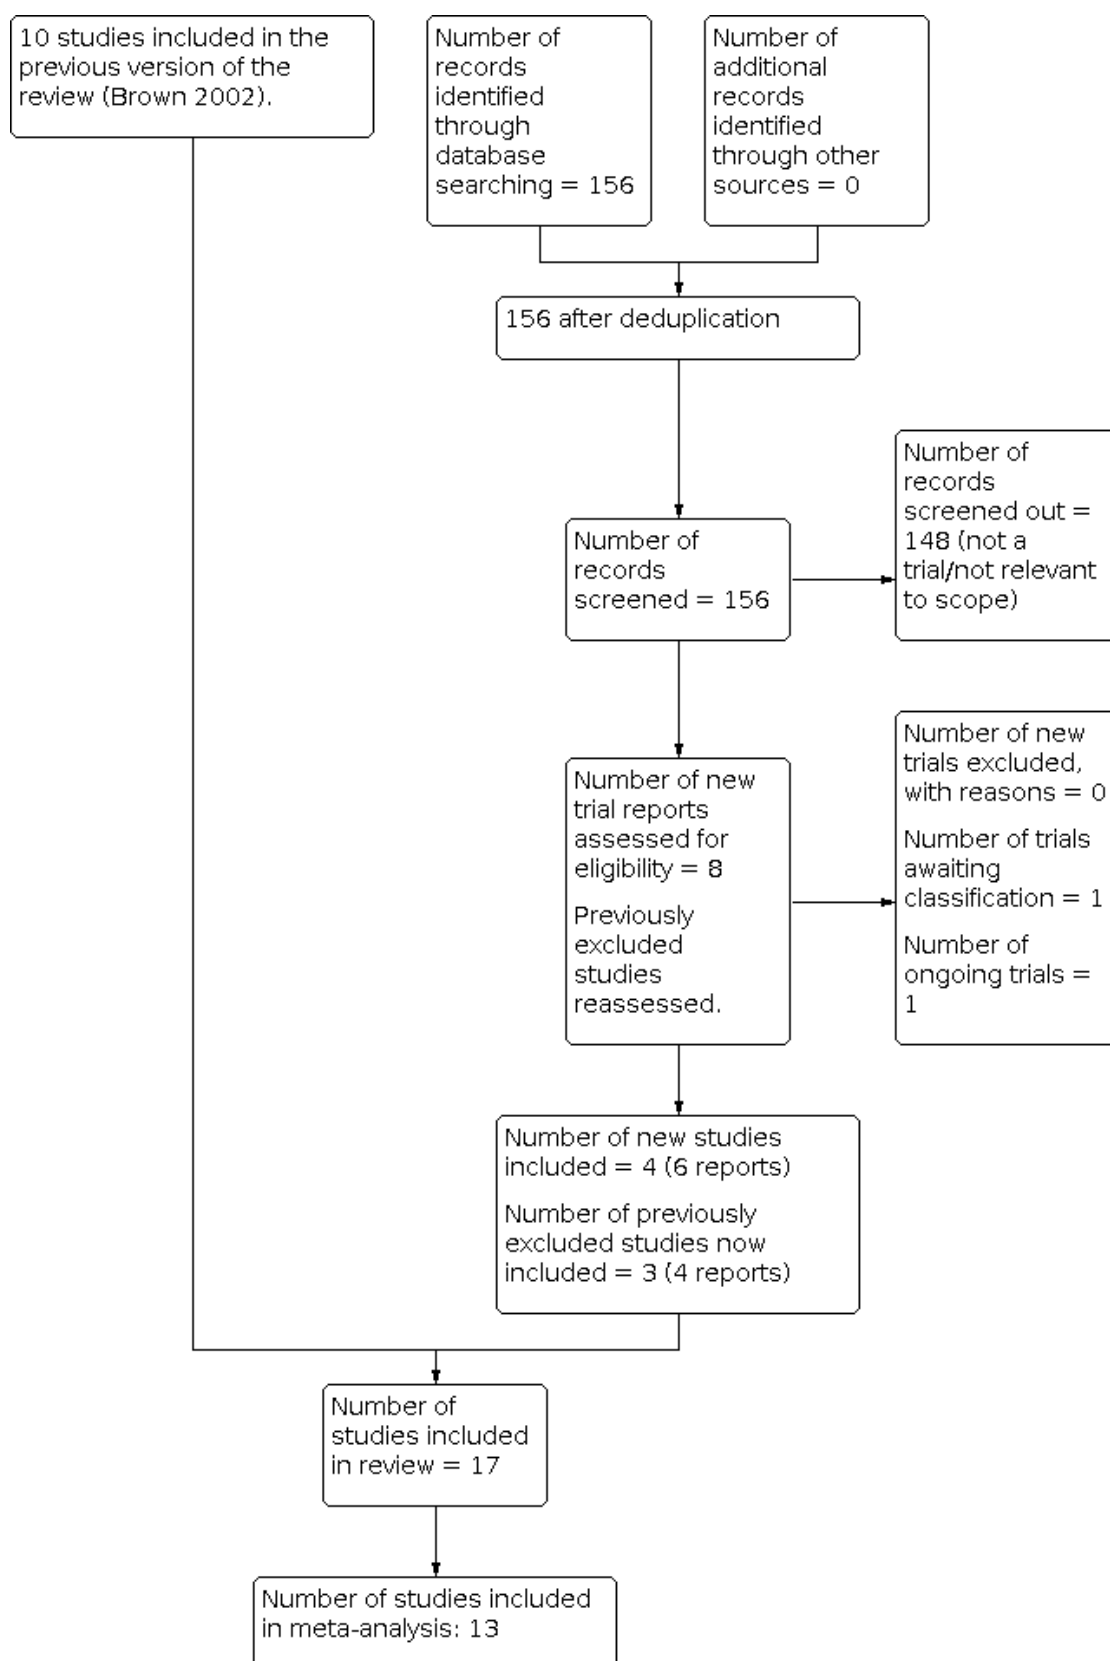 10 studies included in the
previous version of the
review (Brown 2002).
Number of
records
identified
through
database
searching = 156
Number of
additional
records
identified
through other
sources = 0
156 after deduplication
Number of
records
screened = 156
Number of
records
screened out =
148 (not a
trial/not relevant
to scope)
Number of new
trial reports
assessed for
eligibility = 8
Previously
excluded
studies
reassessed.
Number of new
trials excluded,
with reasons = 0
Number of trials
awaiting
classification = 1
Number of
ongoing trials =
1
Number of new studies
included = 4 (6 reports)
Number of previously
excluded studies now
included = 3 (4 reports)
Number of
studies included
in review = 17
Number of studies included
in meta-analysis: 13